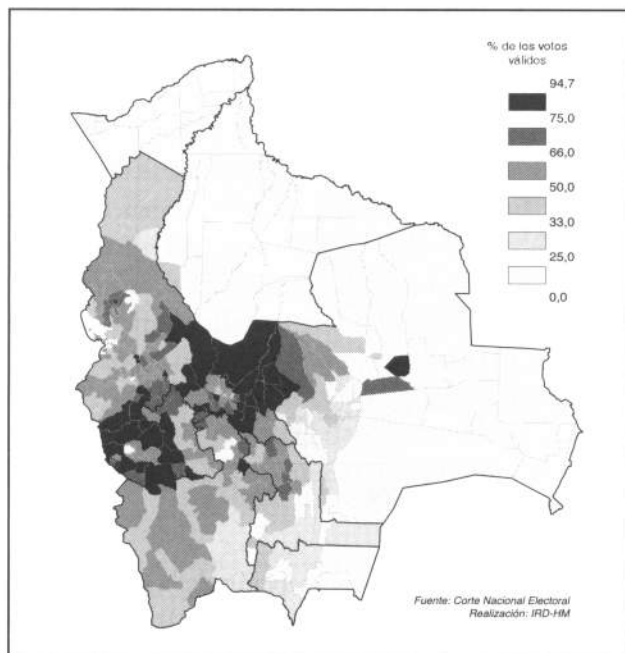 % de los votos
válidos
94,7
75,0
66,0
50,0
33,0
25,0
0,0
Fuente: Corte Nacional Electoral
Realización: IRD-HM